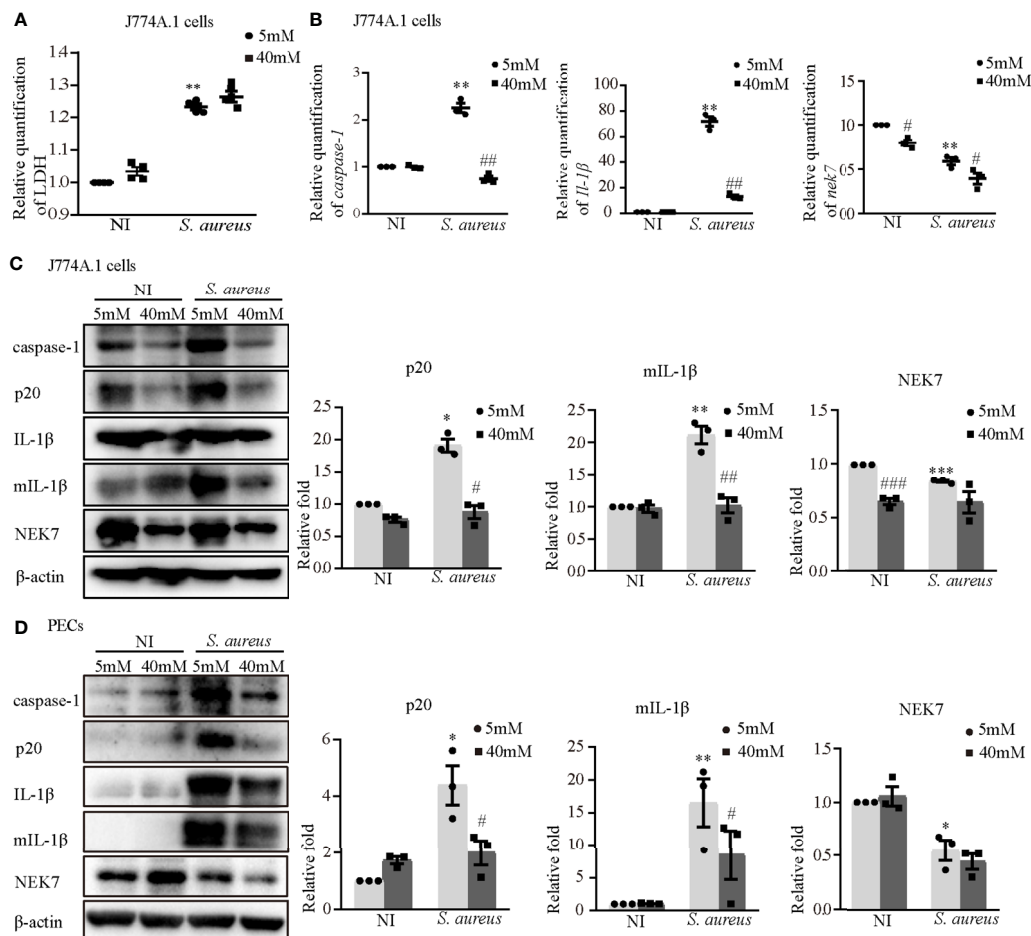 A
J774A.1 cells
Relative quantification
of LDH
1.4
1.3
1.2
1.1
1.0
0.9
**
NI
S. aureus
5mM
40mM
B
J774A.1 cells
Relative quantification
of caspase-1
3
2
1
0
**
##
NI
S. aureus
5mM
40mM
Relative quantification
of Il-1β
100
80
60
40
20
0
**
##
NI
S. aureus
5mM
40mM
Relative quantification
of nek7
15
10
05
00
#
**
#
NI
S. aureus
5mM
40mM
C
J774A.1 cells
NI
S. aureus
5mM 40mM 5mM 40mM
caspase-1
p20
IL-1β
mIL-1β
NEK7
β-actin
p20
Relative fold
2.5
2.0
1.5
1.0
0.5
0.0
*
#
NI
S. aureus
5mM
40mM
mIL-1β
Relative fold
2.5
2.0
1.5
1.0
0.5
0.0
**
##
NI
S. aureus
5mM
40mM
NEK7
Relative fold
1.5
1.0
0.5
0.0
###
***
NI
S. aureus
5mM
40mM
D
PECs
NI
S. aureus
5mM 40mM 5mM 40mM
caspase-1
p20
IL-1β
mIL-1β
NEK7
β-actin
p20
Relative fold
6
4
2
0
*
#
NI
S. aureus
5mM
40mM
mIL-1β
Relative fold
25
20
15
10
5
0.0
**
#
NI
S. aureus
5mM
40mM
NEK7
Relative fold
1.5
1.0
0.5
0.0
*
NI
S. aureus
5mM
40mM